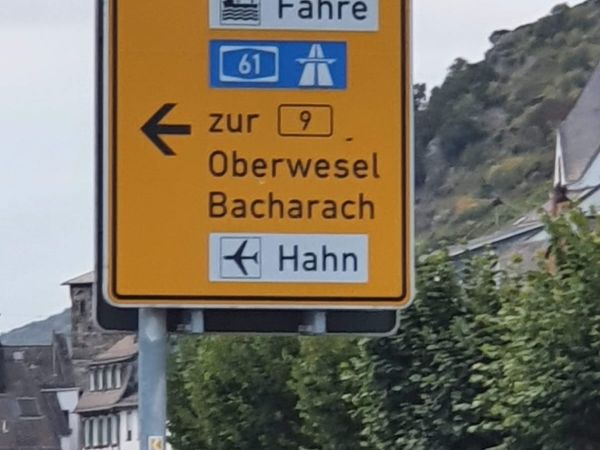 Fähre
61
zur 9
Oberwesel
Bacharach
Hahn